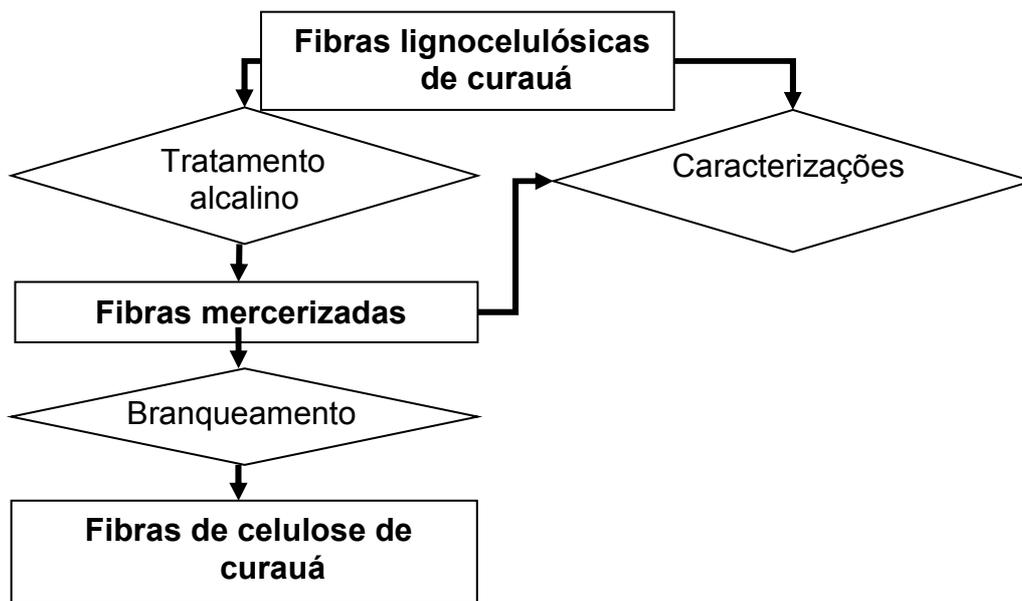 Fibras lignocelulósicas
de curauá
Tratamento
alcalino
Caracterizações
Fibras mercerizadas
Branqueamento
Fibras de celulose de
curauá